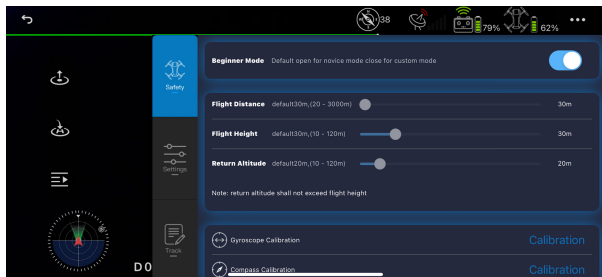 38
79%
62%
Safety
Beginner Mode Default open for novice mode close for custom mode
Flight Distance default30m,(20 - 3000m) 30m
Flight Height default30m,(10 - 120m) 30m
Return Altitude default20m,(10 - 120m) 20m
Settings
Note: return altitude shall not exceed flight height
Track
Gyroscope Calibration Calibration
Compass Calibration Calibration
D 0